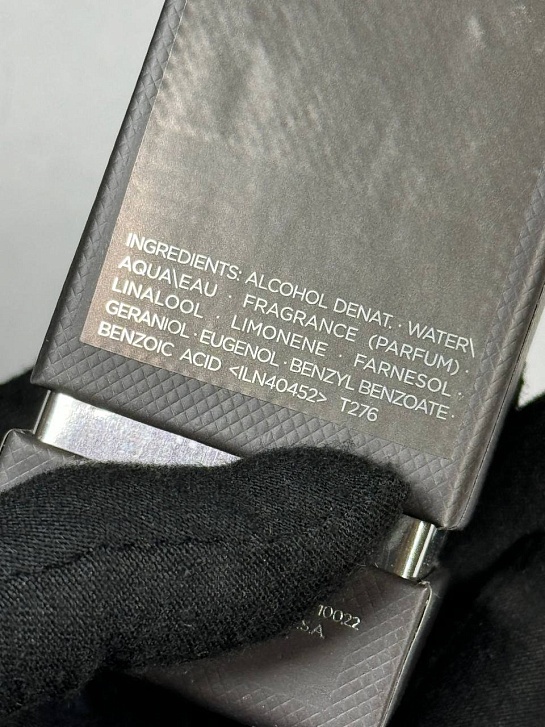 INGREDIENTS: ALCOHOL DENAT. · WATER\
AQUA\EAU · FRAGRANCE (PARFUM) ·
LINALOOL · LIMONENE · FARNESOL ·
GERANIOL · EUGENOL · BENZYL BENZOATE ·
BENZOIC ACID <ILN40452> T276
10022
.S.A